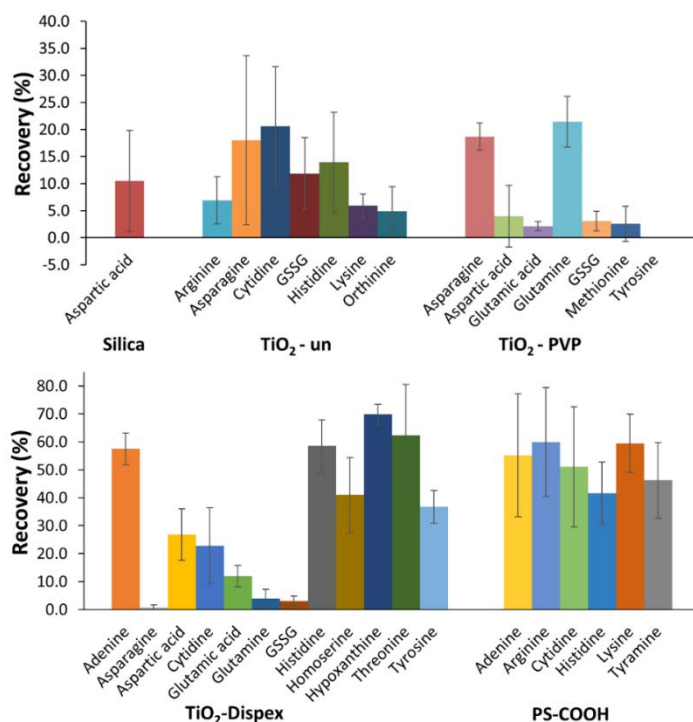 Recovery (%)
40.0
35.0
30.0
25.0
20.0
15.0
10.0
5.0
0.0
-5.0
Aspartic acid
Arginine
Asparagine
Cytidine
GSSG
Histidine
Lysine
Orthinine
Asparagine
Aspartic acid
Glutamic acid
Glutamine
GSSG
Methionine
Tyrosine
Silica
TiO₂ - un
TiO₂ - PVP
Recovery (%)
80.0
70.0
60.0
50.0
40.0
30.0
20.0
10.0
0.0
Adenine
Asparagine
Aspartic acid
Cytidine
Glutamic acid
Glutamine
GSSG
Histidine
Homoserine
Hypoxanthine
Threonine
Tyrosine
Adenine
Arginine
Cytidine
Histidine
Lysine
Tyramine
TiO₂-Dispex
PS-COOH